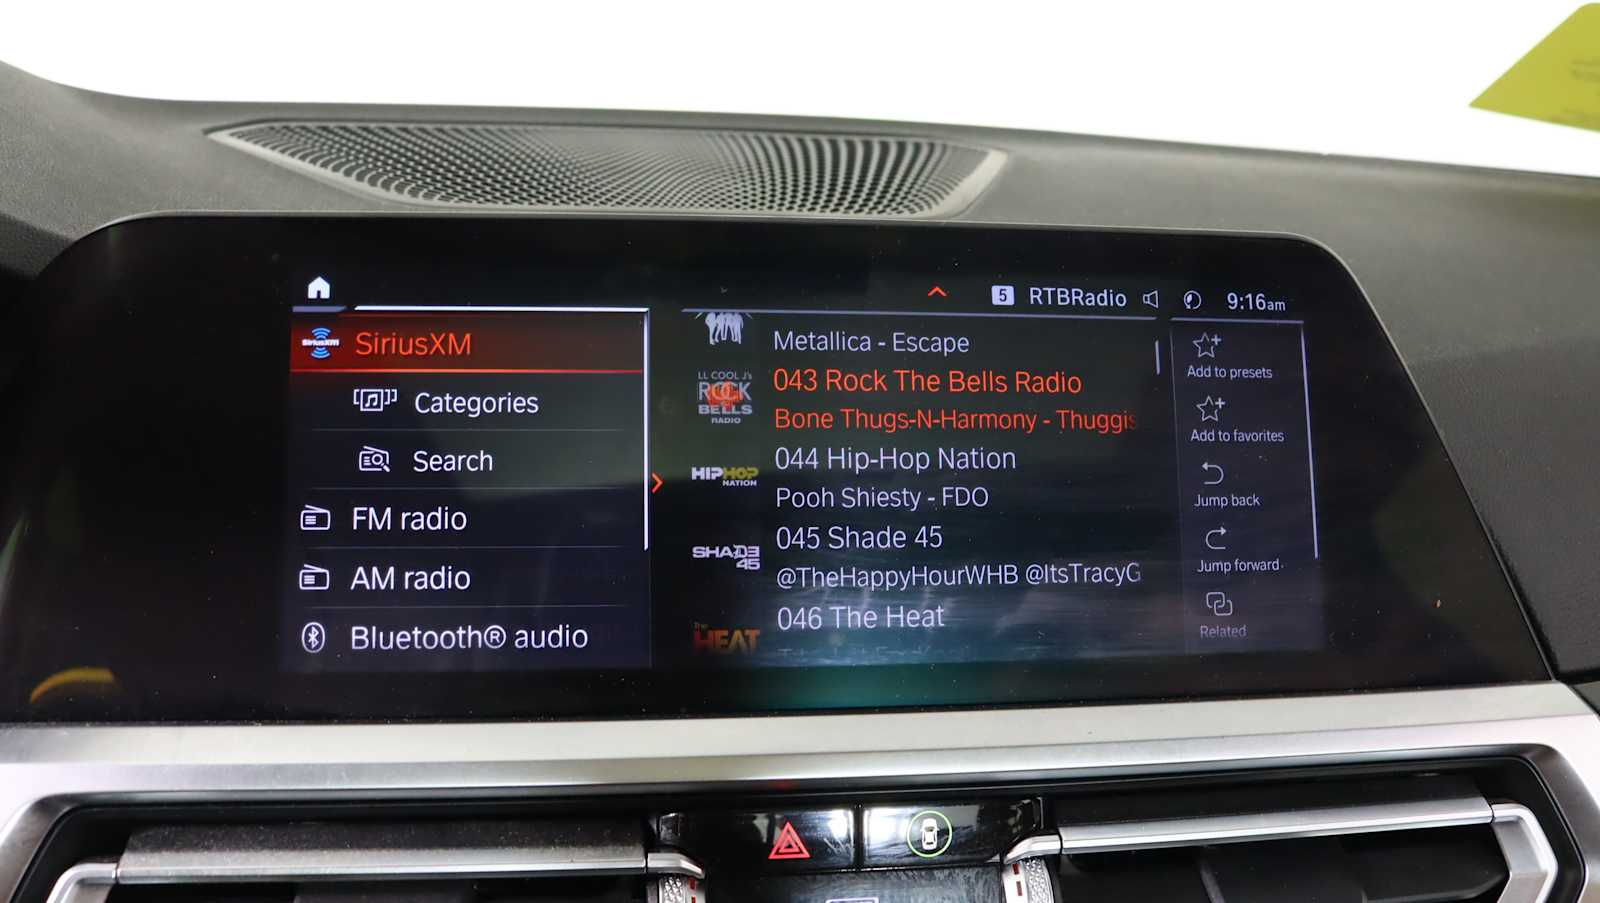 5 RTBRadio 9:16am
SiriusXM SiriusXM
Categories
Search
FM radio
AM radio
Bluetooth® audio
Metallica - Escape
LL COOL J's
ROCK
BELLS
RADIO
043 Rock The Bells Radio
Bone Thugs-N-Harmony - Thuggis
HIPHOP
NATION
044 Hip-Hop Nation
Pooh Shiesty - FDO
SHADE
45
045 Shade 45
@TheHappyHourWHB @ItsTracyG
The
HEAT
046 The Heat
Add to presets
Add to favorites
Jump back
Jump forward
Related